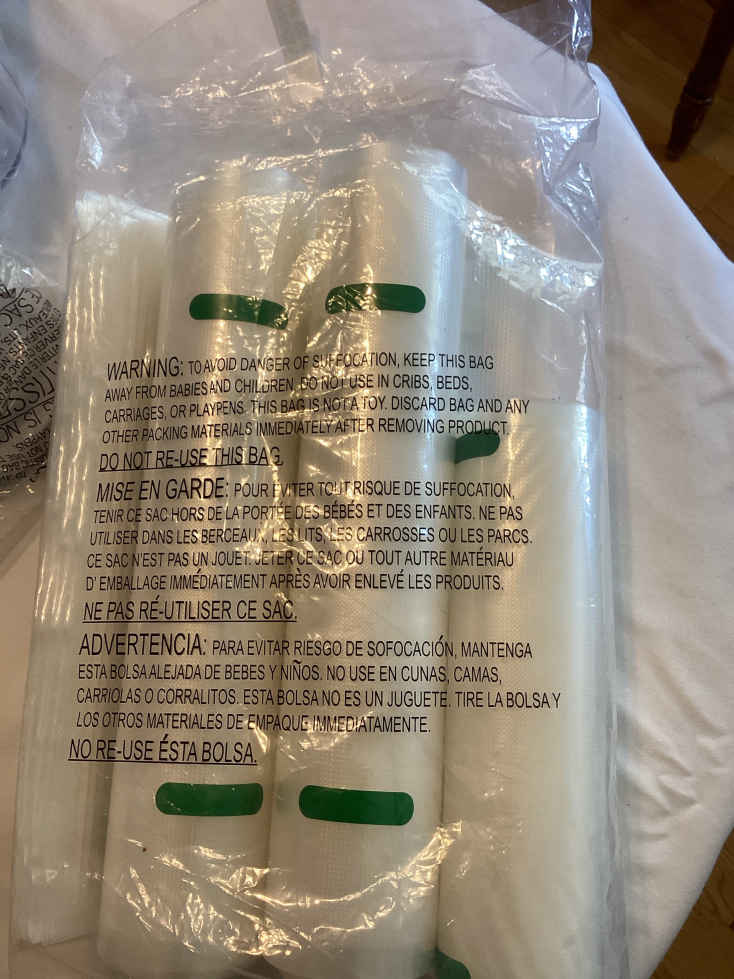 WARNING: TO AVOID DANGER OF SUFFOCATION, KEEP THIS BAG
AWAY FROM BABIES AND CHILDREN. DO NOT USE IN CRIBS, BEDS,
CARRIAGES, OR PLAYPENS. THIS BAG IS NOT A TOY. DISCARD BAG AND ANY
OTHER PACKING MATERIALS IMMEDIATELY AFTER REMOVING PRODUCT.
DO NOT RE-USE THIS BAG.
MISE EN GARDE: POUR ÉVITER TOUT RISQUE DE SUFFOCATION,
TENIR CE SAC HORS DE LA PORTÉE DES BÉBÉS ET DES ENFANTS. NE PAS
UTILISER DANS LES BERCEAUX, LES LITS, LES CARROSSES OU LES PARCS.
CE SAC N'EST PAS UN JOUET. JETER CE SAC OU TOUT AUTRE MATÉRIAU
D' EMBALLAGE IMMÉDIATEMENT APRÈS AVOIR ENLEVÉ LES PRODUITS.
NE PAS RÉ-UTILISER CE SAC.
ADVERTENCIA: PARA EVITAR RIESGO DE SOFOCACIÓN, MANTENGA
ESTA BOLSA ALEJADA DE BEBES Y NIÑOS. NO USE EN CUNAS, CAMAS,
CARRIOLAS O CORRALITOS. ESTA BOLSA NO ES UN JUGUETE. TIRE LA BOLSA Y
LOS OTROS MATERIALES DE EMPAQUE IMMEDIATAMENTE.
NO RE-USE ÉSTA BOLSA.